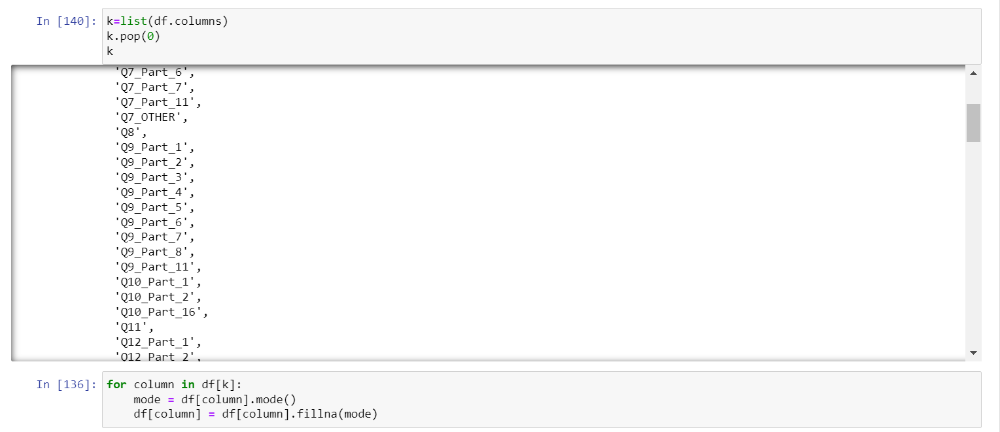 In [140]: k=list(df.columns)
k.pop(0)
k
'Q7_Part_6',
'Q7_Part_7',
'Q7_Part_11',
'Q7_OTHER',
'Q8',
'Q9_Part_1',
'Q9_Part_2',
'Q9_Part_3',
'Q9_Part_4',
'Q9_Part_5',
'Q9_Part_6',
'Q9_Part_7',
'Q9_Part_8',
'Q9_Part_11',
'Q10_Part_1',
'Q10_Part_2',
'Q10_Part_16',
'Q11',
'Q12_Part_1',
'Q12_Part_2',
In [136]: for column in df[k]:
    mode = df[column].mode()
    df[column] = df[column].fillna(mode)